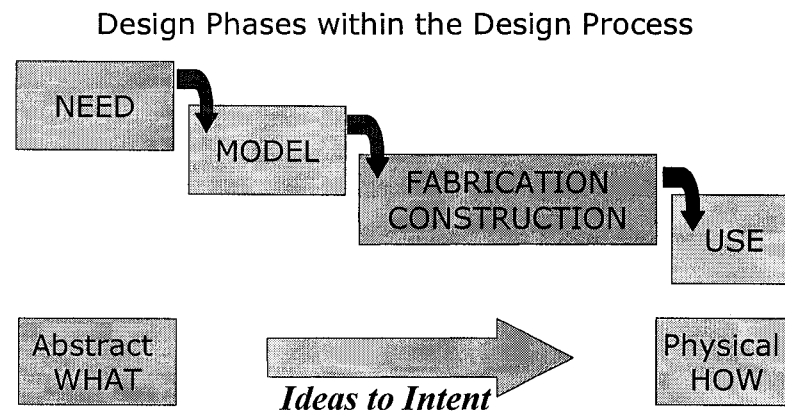 Design Phases within the Design Process
NEED
MODEL
FABRICATION
CONSTRUCTION
USE
Abstract
WHAT
Ideas to Intent
Physical
HOW